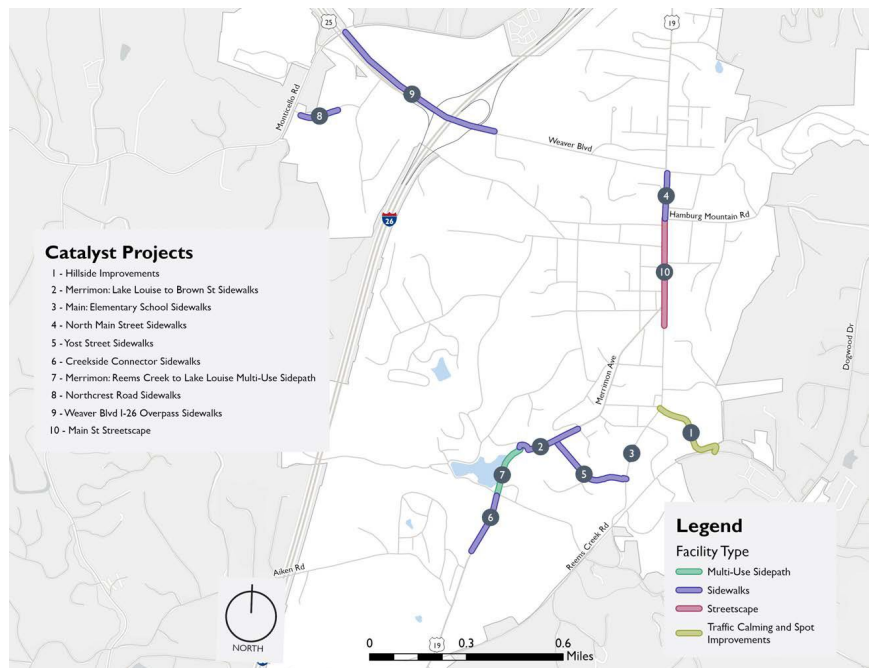 25
19
Monticello Rd
9
8
Weaver Blvd
4
Hamburg Mountain Rd
26
10
Catalyst Projects
1 - Hillside Improvements
2 - Merrimon: Lake Louise to Brown St Sidewalks
3 - Main: Elementary School Sidewalks
4 - North Main Street Sidewalks
5 - Yost Street Sidewalks
6 - Creekside Connector Sidewalks
7 - Merrimon: Reems Creek to Lake Louise Multi-Use Sidepath
8 - Northcrest Road Sidewalks
9 - Weaver Blvd I-26 Overpass Sidewalks
10 - Main St Streetscape
Dogwood Dr
Merrimon Ave
1
2
3
7
5
6
Reems Creek Rd
Aiken Rd
Legend
Facility Type
Multi-Use Sidepath
Sidewalks
Streetscape
Traffic Calming and Spot
Improvements
NORTH
19
0
0.3
0.6
Miles